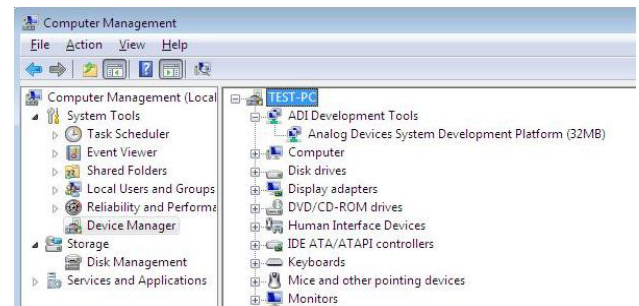 Computer Management
File Action View Help
Computer Management (Local
System Tools
Task Scheduler
Event Viewer
Shared Folders
Local Users and Groups
Reliability and Performa
Device Manager
Storage
Disk Management
Services and Applications
TEST-PC
ADI Development Tools
Analog Devices System Development Platform (32MB)
Computer
Disk drives
Display adapters
DVD/CD-ROM drives
Human Interface Devices
IDE ATA/ATAPI controllers
Keyboards
Mice and other pointing devices
Monitors